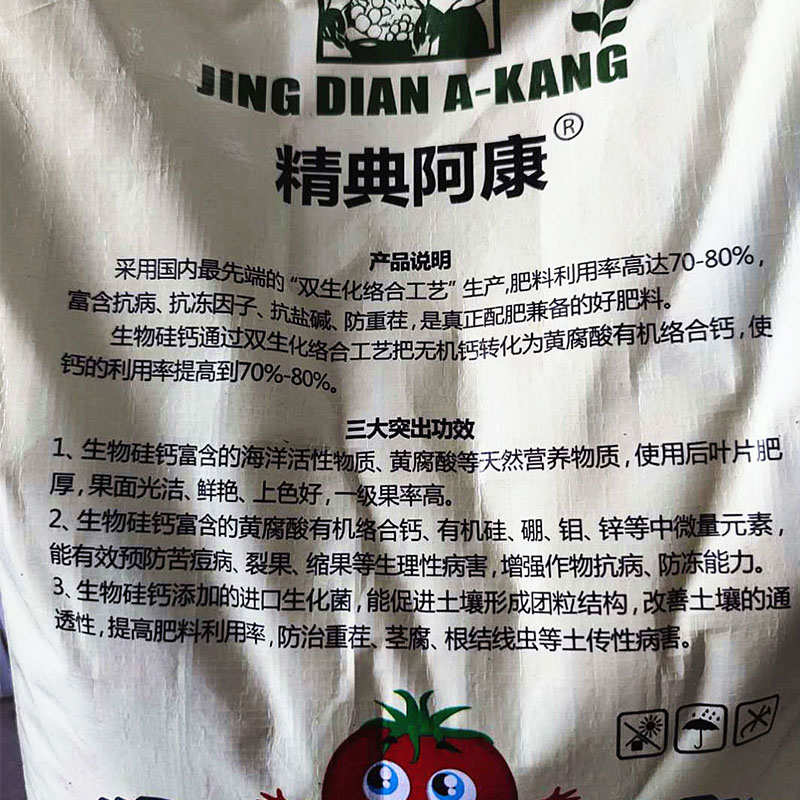 JING DIAN A-KANG
精典阿康®
产品说明
采用国内最先端的“双生化络合工艺”生产,肥料利用率高达70-80%,
富含抗病、抗冻因子、抗盐碱、防重茬,是真正配肥兼备的好肥料。
生物硅钙通过双生化络合工艺把无机钙转化为黄腐酸有机络合钙,使
钙的利用率提高到70%-80%。
三大突出功效
1、生物硅钙富含的海洋活性物质、黄腐酸等天然营养物质,使用后叶片肥
厚,果面光洁、鲜艳、上色好,一级果率高。
2、生物硅钙富含的黄腐酸有机络合钙、有机硅、硼、钼、锌等中微量元素,
能有效预防苦痘病、裂果、缩果等生理性病害,增强作物抗病、防冻能力。
3、生物硅钙添加的进口生化菌,能促进土壤形成团粒结构,改善土壤的通
透性,提高肥料利用率,防治重茬、茎腐、根结线虫等土传性病害。